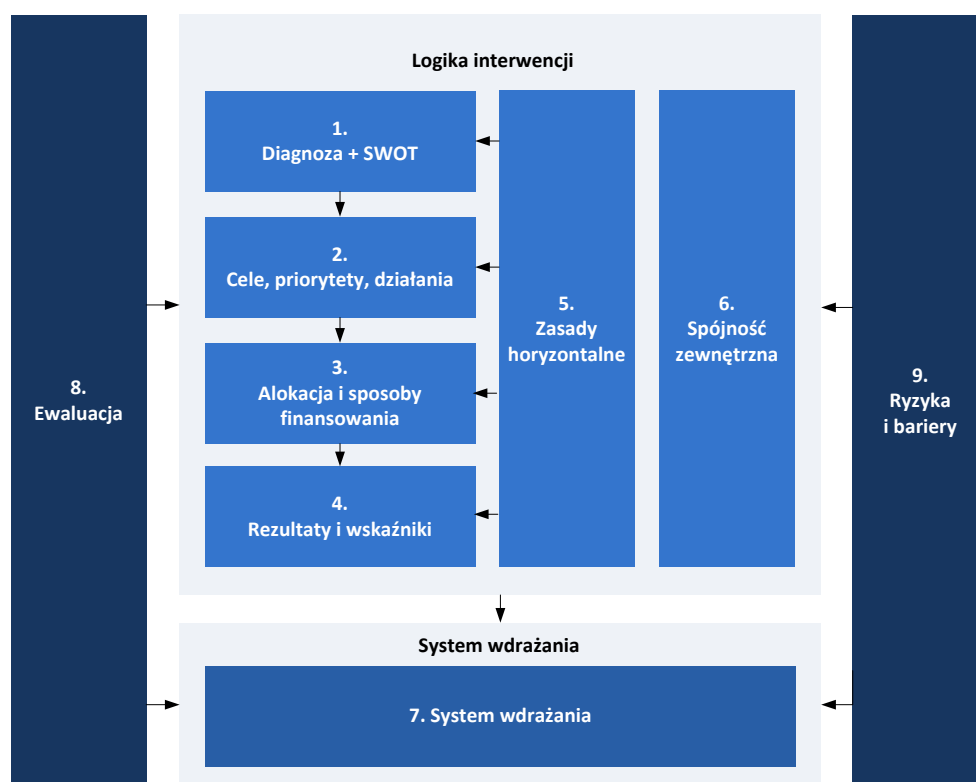 Logika interwencji
1.
Diagnoza + SWOT
2.
Cele, priorytety, działania
3.
Alokacja i sposoby
finansowania
4.
Rezultaty i wskaźniki
5.
Zasady
horyzontalne
6.
Spójność
zewnętrzna
8.
Ewaluacja
9.
Ryzyka
i bariery
System wdrażania
7. System wdrażania